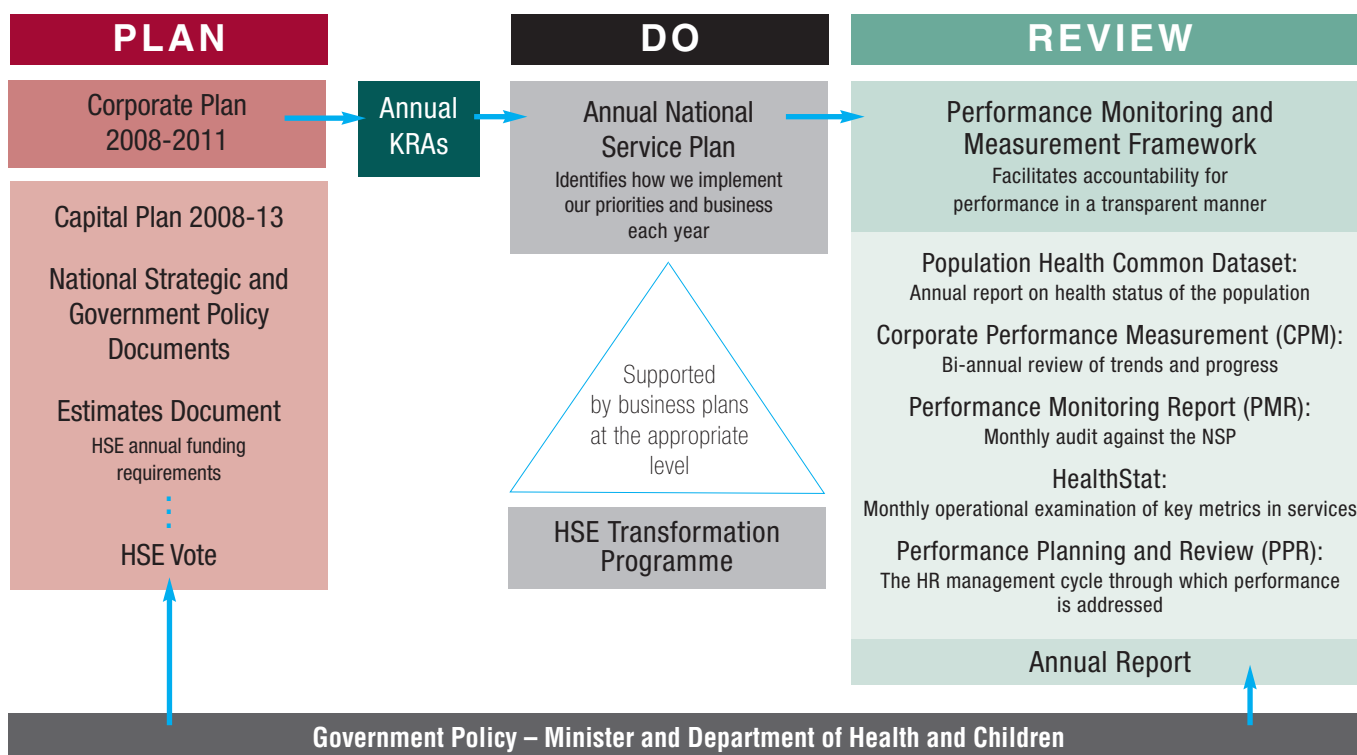 PLAN
Corporate Plan
2008-2011
Capital Plan 2008-13
National Strategic and
Government Policy
Documents
Estimates Document
HSE annual funding
requirements
HSE Vote
Annual
KRAs
DO
Annual National
Service Plan
Identifies how we implement
our priorities and business
each year
Supported
by business plans
at the appropriate
level
HSE Transformation
Programme
REVIEW
Performance Monitoring and
Measurement Framework
Facilitates accountability for
performance in a transparent manner
Population Health Common Dataset:
Annual report on health status of the population
Corporate Performance Measurement (CPM):
Bi-annual review of trends and progress
Performance Monitoring Report (PMR):
Monthly audit against the NSP
HealthStat:
Monthly operational examination of key metrics in services
Performance Planning and Review (PPR):
The HR management cycle through which performance
is addressed
Annual Report
Government Policy – Minister and Department of Health and Children